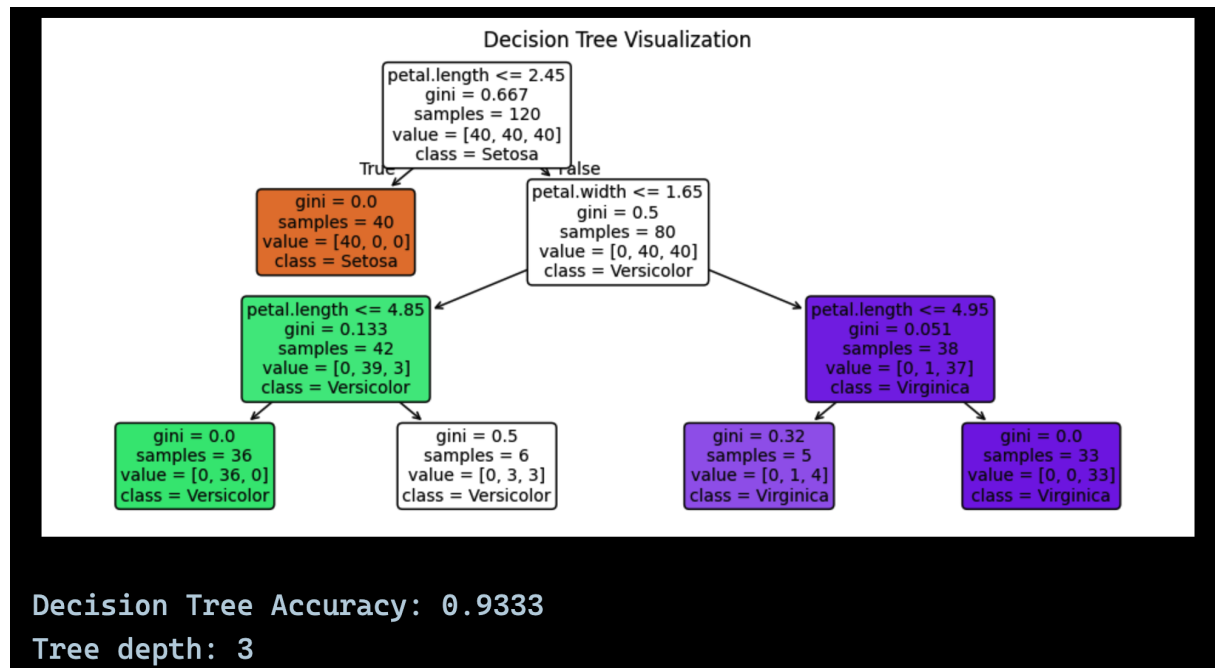 Decision Tree Visualization
petal.length <= 2.45
gini = 0.667
samples = 120
value = [40, 40, 40]
class = Setosa
True
False
gini = 0.0
samples = 40
value = [40, 0, 0]
class = Setosa
petal.width <= 1.65
gini = 0.5
samples = 80
value = [0, 40, 40]
class = Versicolor
petal.length <= 4.85
gini = 0.133
samples = 42
value = [0, 39, 3]
class = Versicolor
petal.length <= 4.95
gini = 0.051
samples = 38
value = [0, 1, 37]
class = Virginica
gini = 0.0
samples = 36
value = [0, 36, 0]
class = Versicolor
gini = 0.5
samples = 6
value = [0, 3, 3]
class = Versicolor
gini = 0.32
samples = 5
value = [0, 1, 4]
class = Virginica
gini = 0.0
samples = 33
value = [0, 0, 33]
class = Virginica
Decision Tree Accuracy: 0.9333
Tree depth: 3